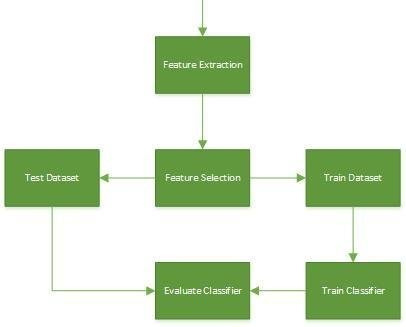 Feature Extraction
Test Dataset
Feature Selection
Train Dataset
Evaluate Classifier
Train Classifier